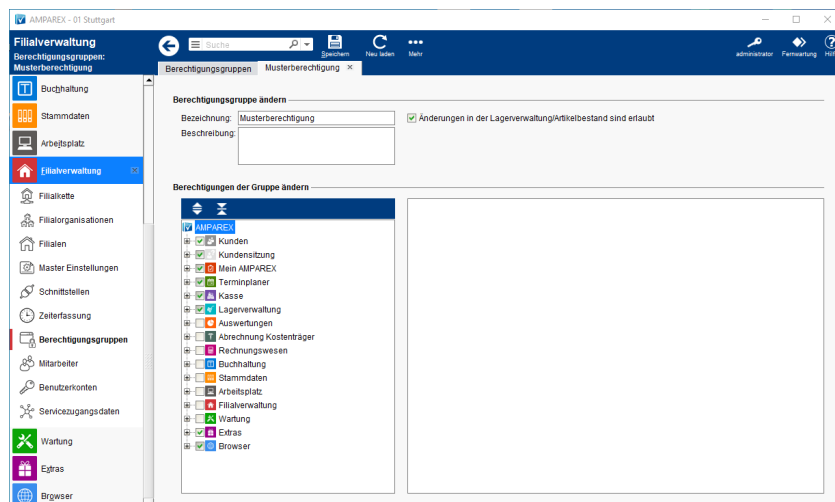 AMPAREX - 01 Stuttgart
Filialverwaltung
Berechtigungsgruppen:
Musterberechtigung
Suche
Speichern
Neu laden
Mehr
administrator
Fernwartung
Hilf
Berechtigungsgruppen
Musterberechtigung
Buchhaltung
Stammdaten
Arbeitsplatz
Filialverwaltung
Filialkette
Filialorganisationen
Filialen
Master Einstellungen
Schnittstellen
Zeiterfassung
Berechtigungsgruppen
Mitarbeiter
Benutzerkonten
Servicezugangsdaten
Wartung
Extras
Browser
Berechtigungsgruppe ändern
Bezeichnung: Musterberechtigung
Änderungen in der Lagerverwaltung/Artikelbestand sind erlaubt
Beschreibung:
Berechtigungen der Gruppe ändern
AMPAREX
Kunden
Kundensitzung
Mein AMPAREX
Terminplaner
Kasse
Lagerverwaltung
Auswertungen
Abrechnung Kostenträger
Rechnungswesen
Buchhaltung
Stammdaten
Arbeitsplatz
Filialverwaltung
Wartung
Extras
Browser